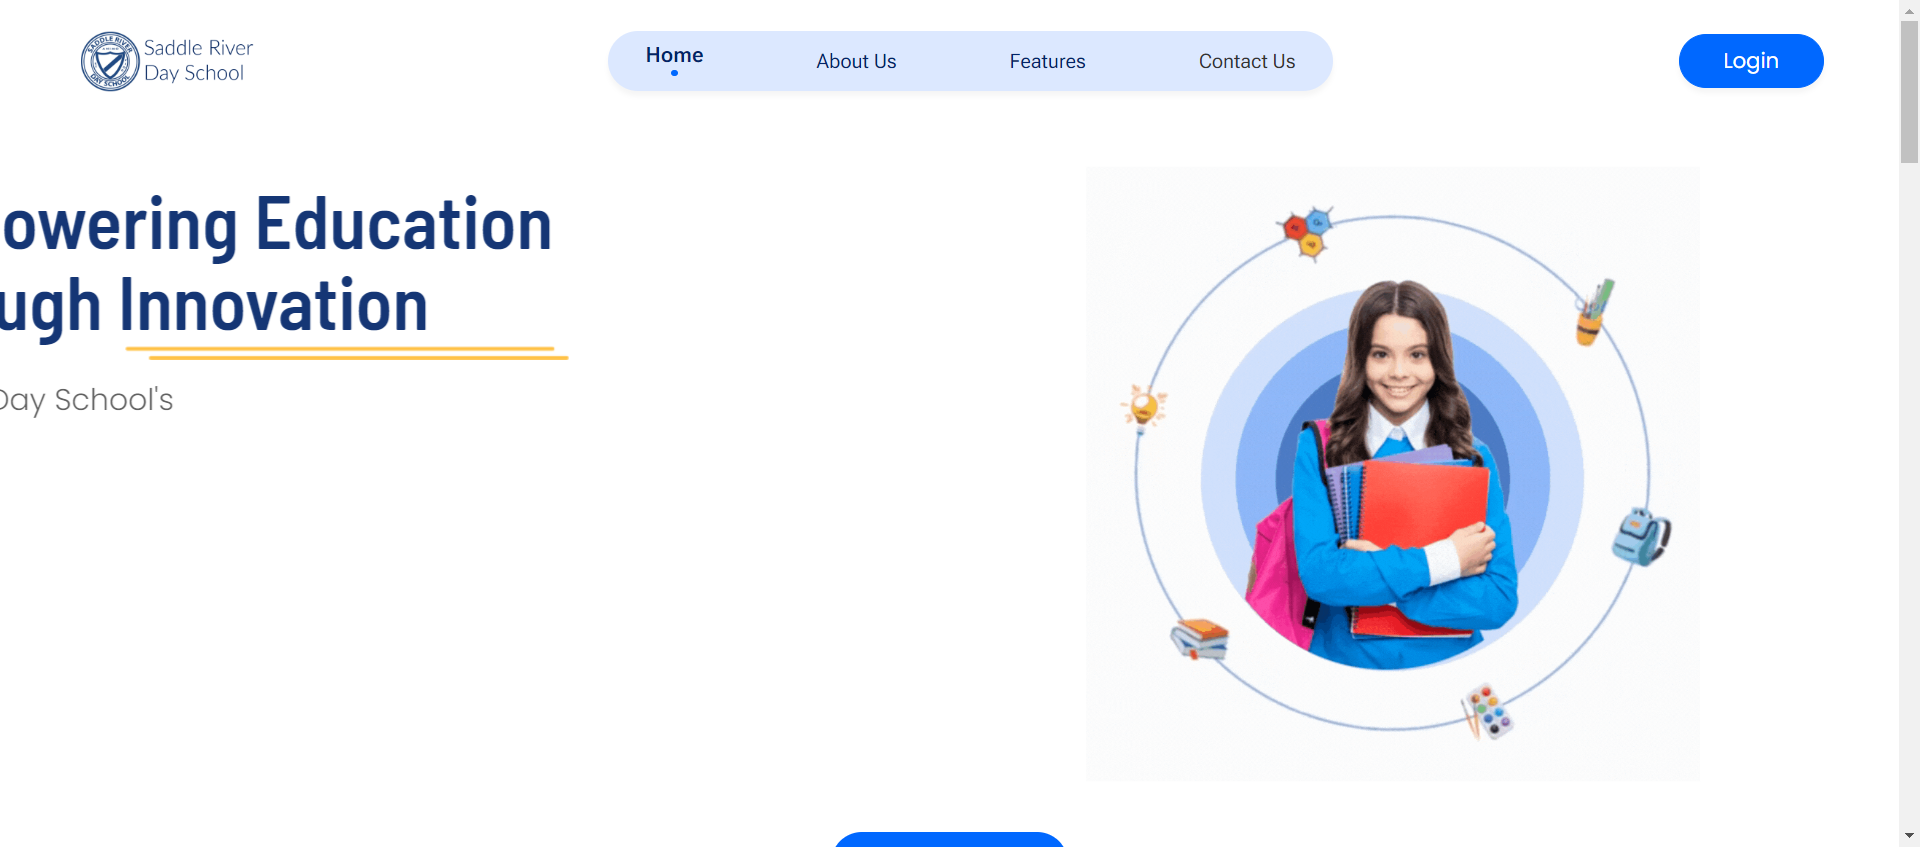 SADDLE RIVER
DAY SCHOOL
Saddle River
Day School
Home
About Us
Features
Contact Us
Login
owering Education
ugh Innovation
Day School's